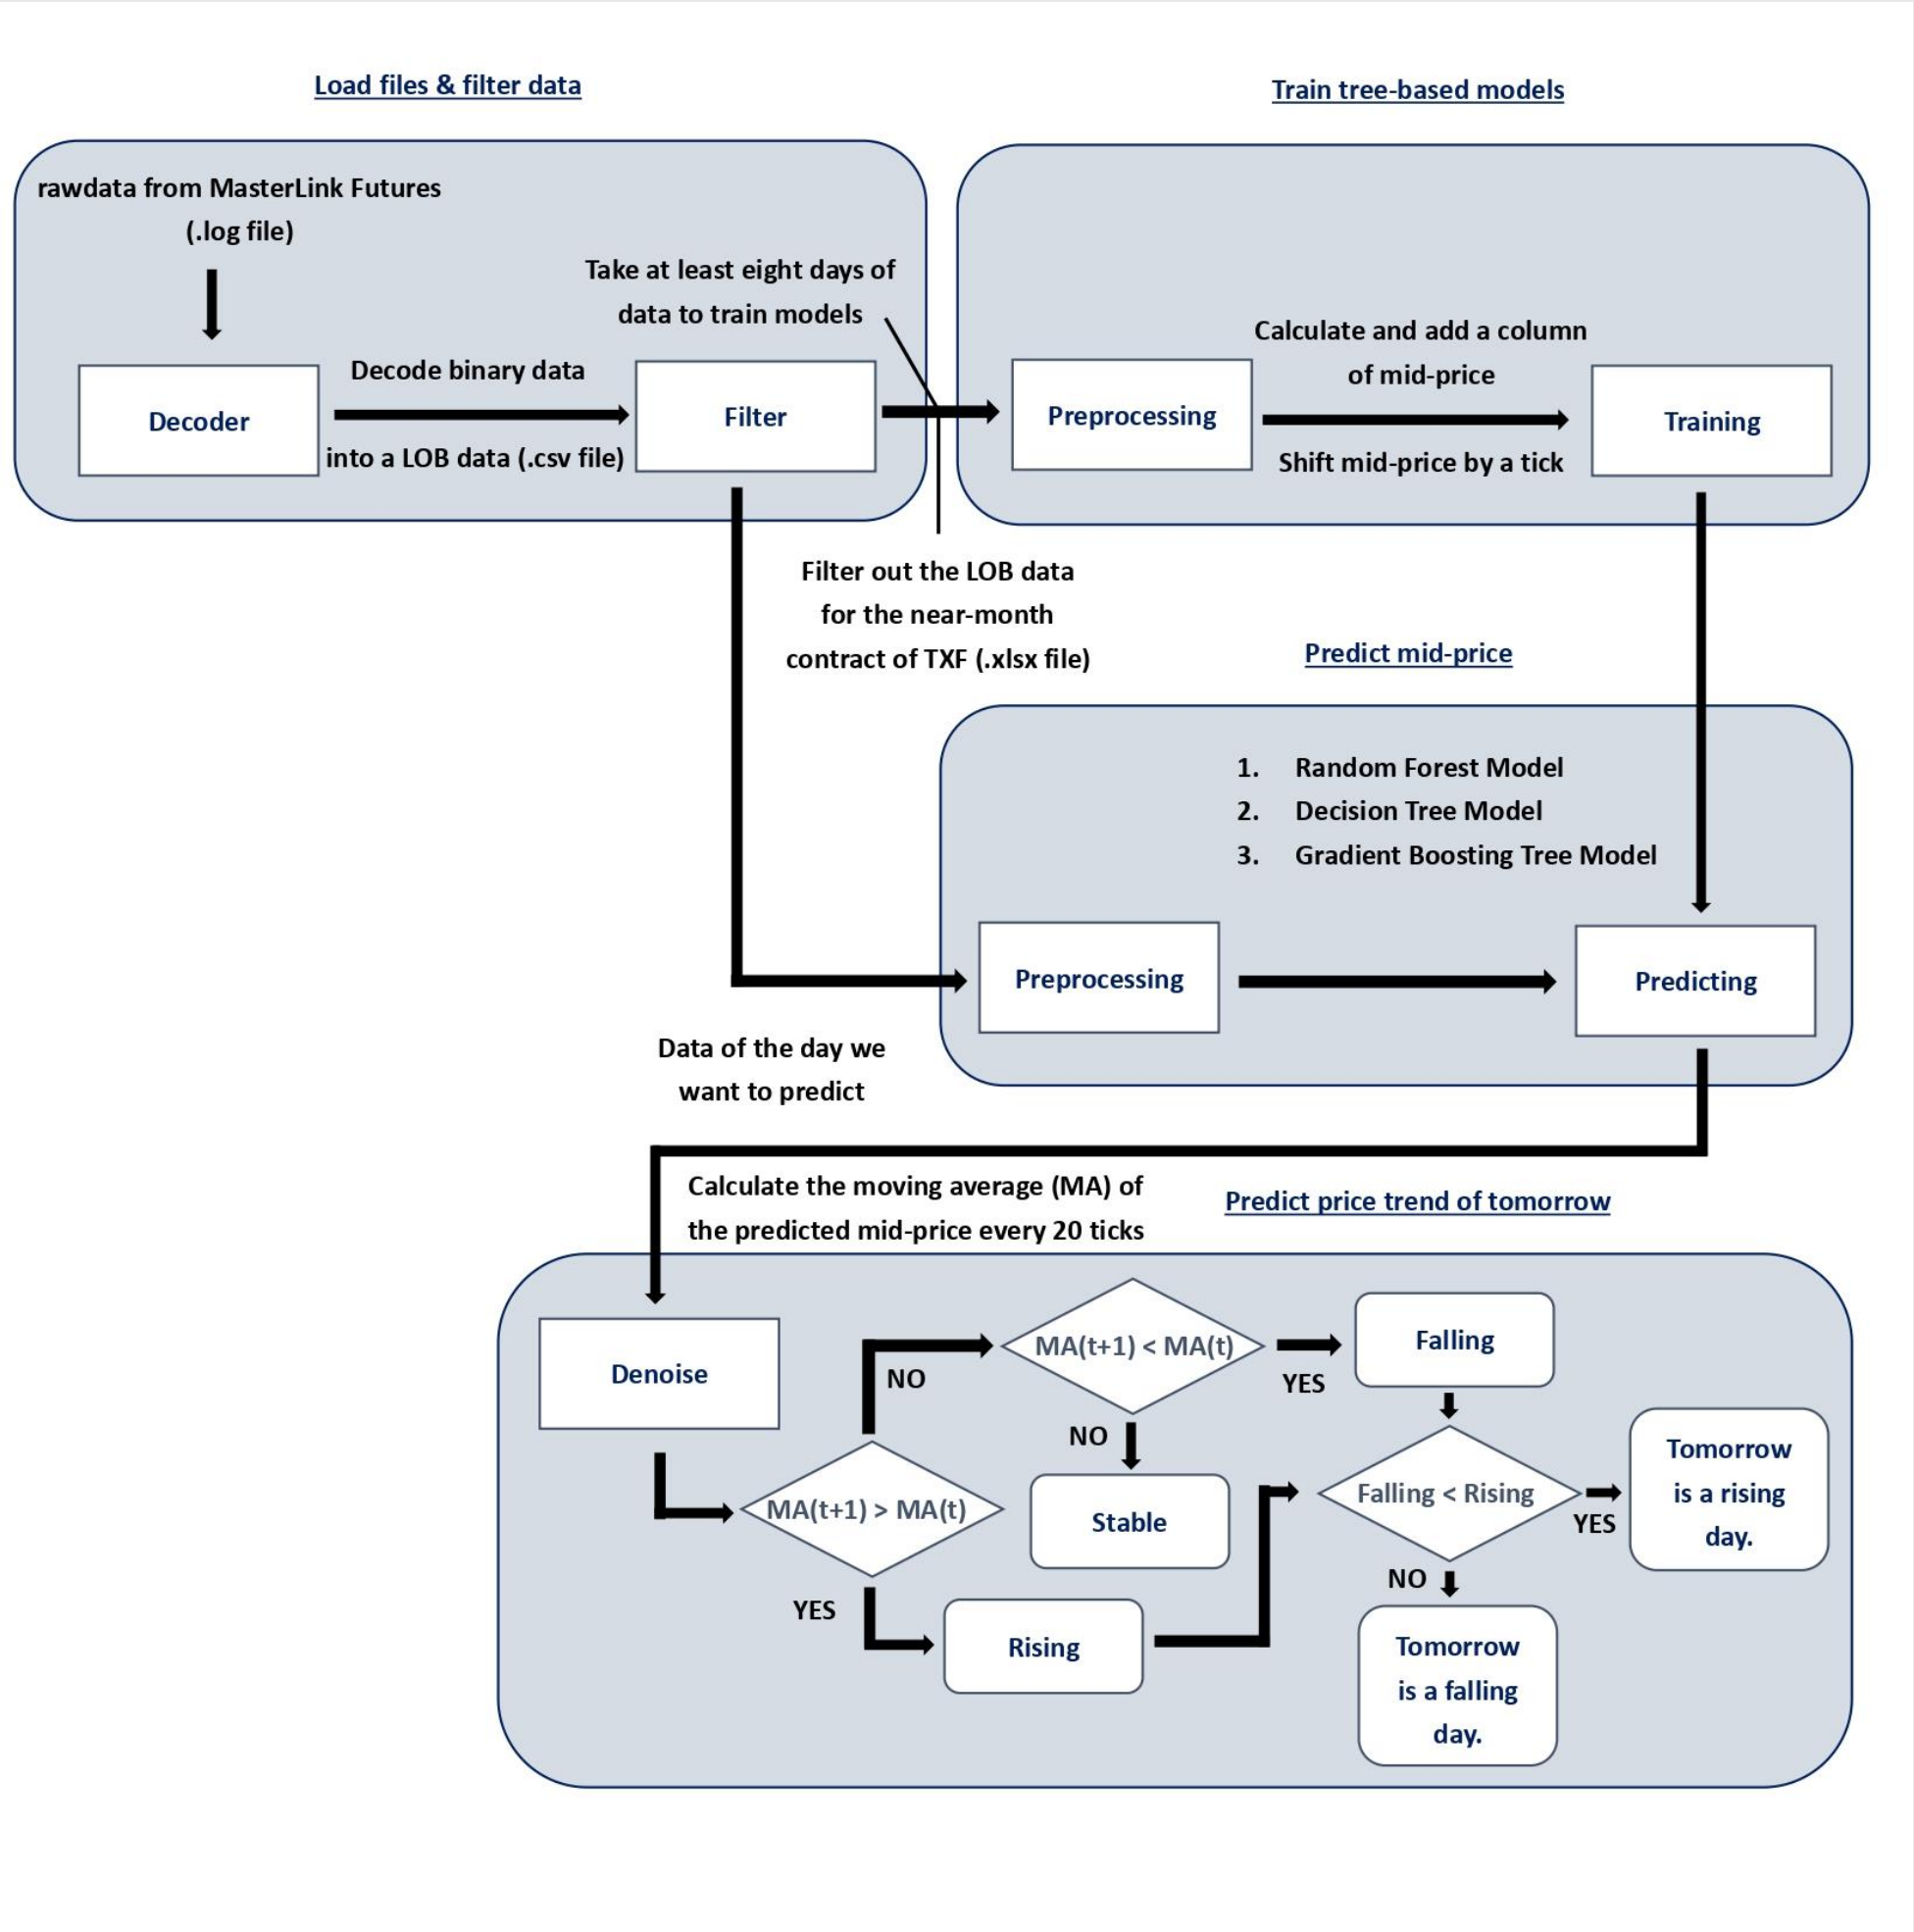 Load files & filter data
rawdata from MasterLink Futures
(.log file)
Decoder
Decode binary data
into a LOB data (.csv file)
Filter
Take at least eight days of
data to train models
Filter out the LOB data
for the near-month
contract of TXF (.xlsx file)
Train tree-based models
Preprocessing
Calculate and add a column
of mid-price
Shift mid-price by a tick
Training
Predict mid-price
1. Random Forest Model
2. Decision Tree Model
3. Gradient Boosting Tree Model
Preprocessing
Predicting
Data of the day we
want to predict
Calculate the moving average (MA) of
the predicted mid-price every 20 ticks
Predict price trend of tomorrow
Denoise
MA(t+1) > MA(t)
NO
MA(t+1) < MA(t)
YES
Falling
NO
Stable
YES
Rising
Falling < Rising
YES
Tomorrow
is a rising
day.
NO
Tomorrow
is a falling
day.